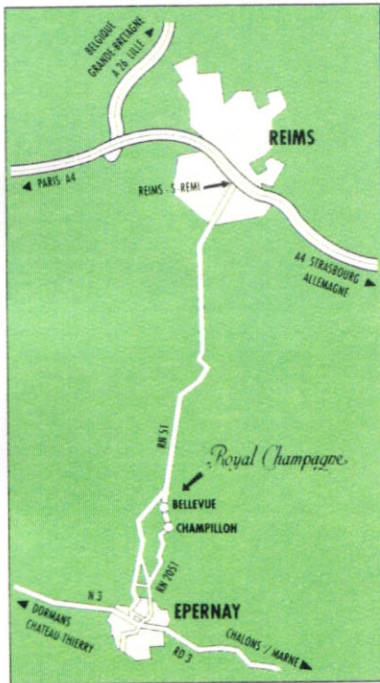 BELGIQUE
GRANDE-BRETAGNE
A 26 LILLE
REIMS
PARIS A4
REIMS - S - REMI
A4 STRASBOURG
ALLEMAGNE
RN 51
Royal Champagne
BELLEVUE
CHAMPILLON
RN 2051
N 3
EPERNAY
DORMANS
CHATEAU-THIERRY
RD 3
CHALONS / MARNE